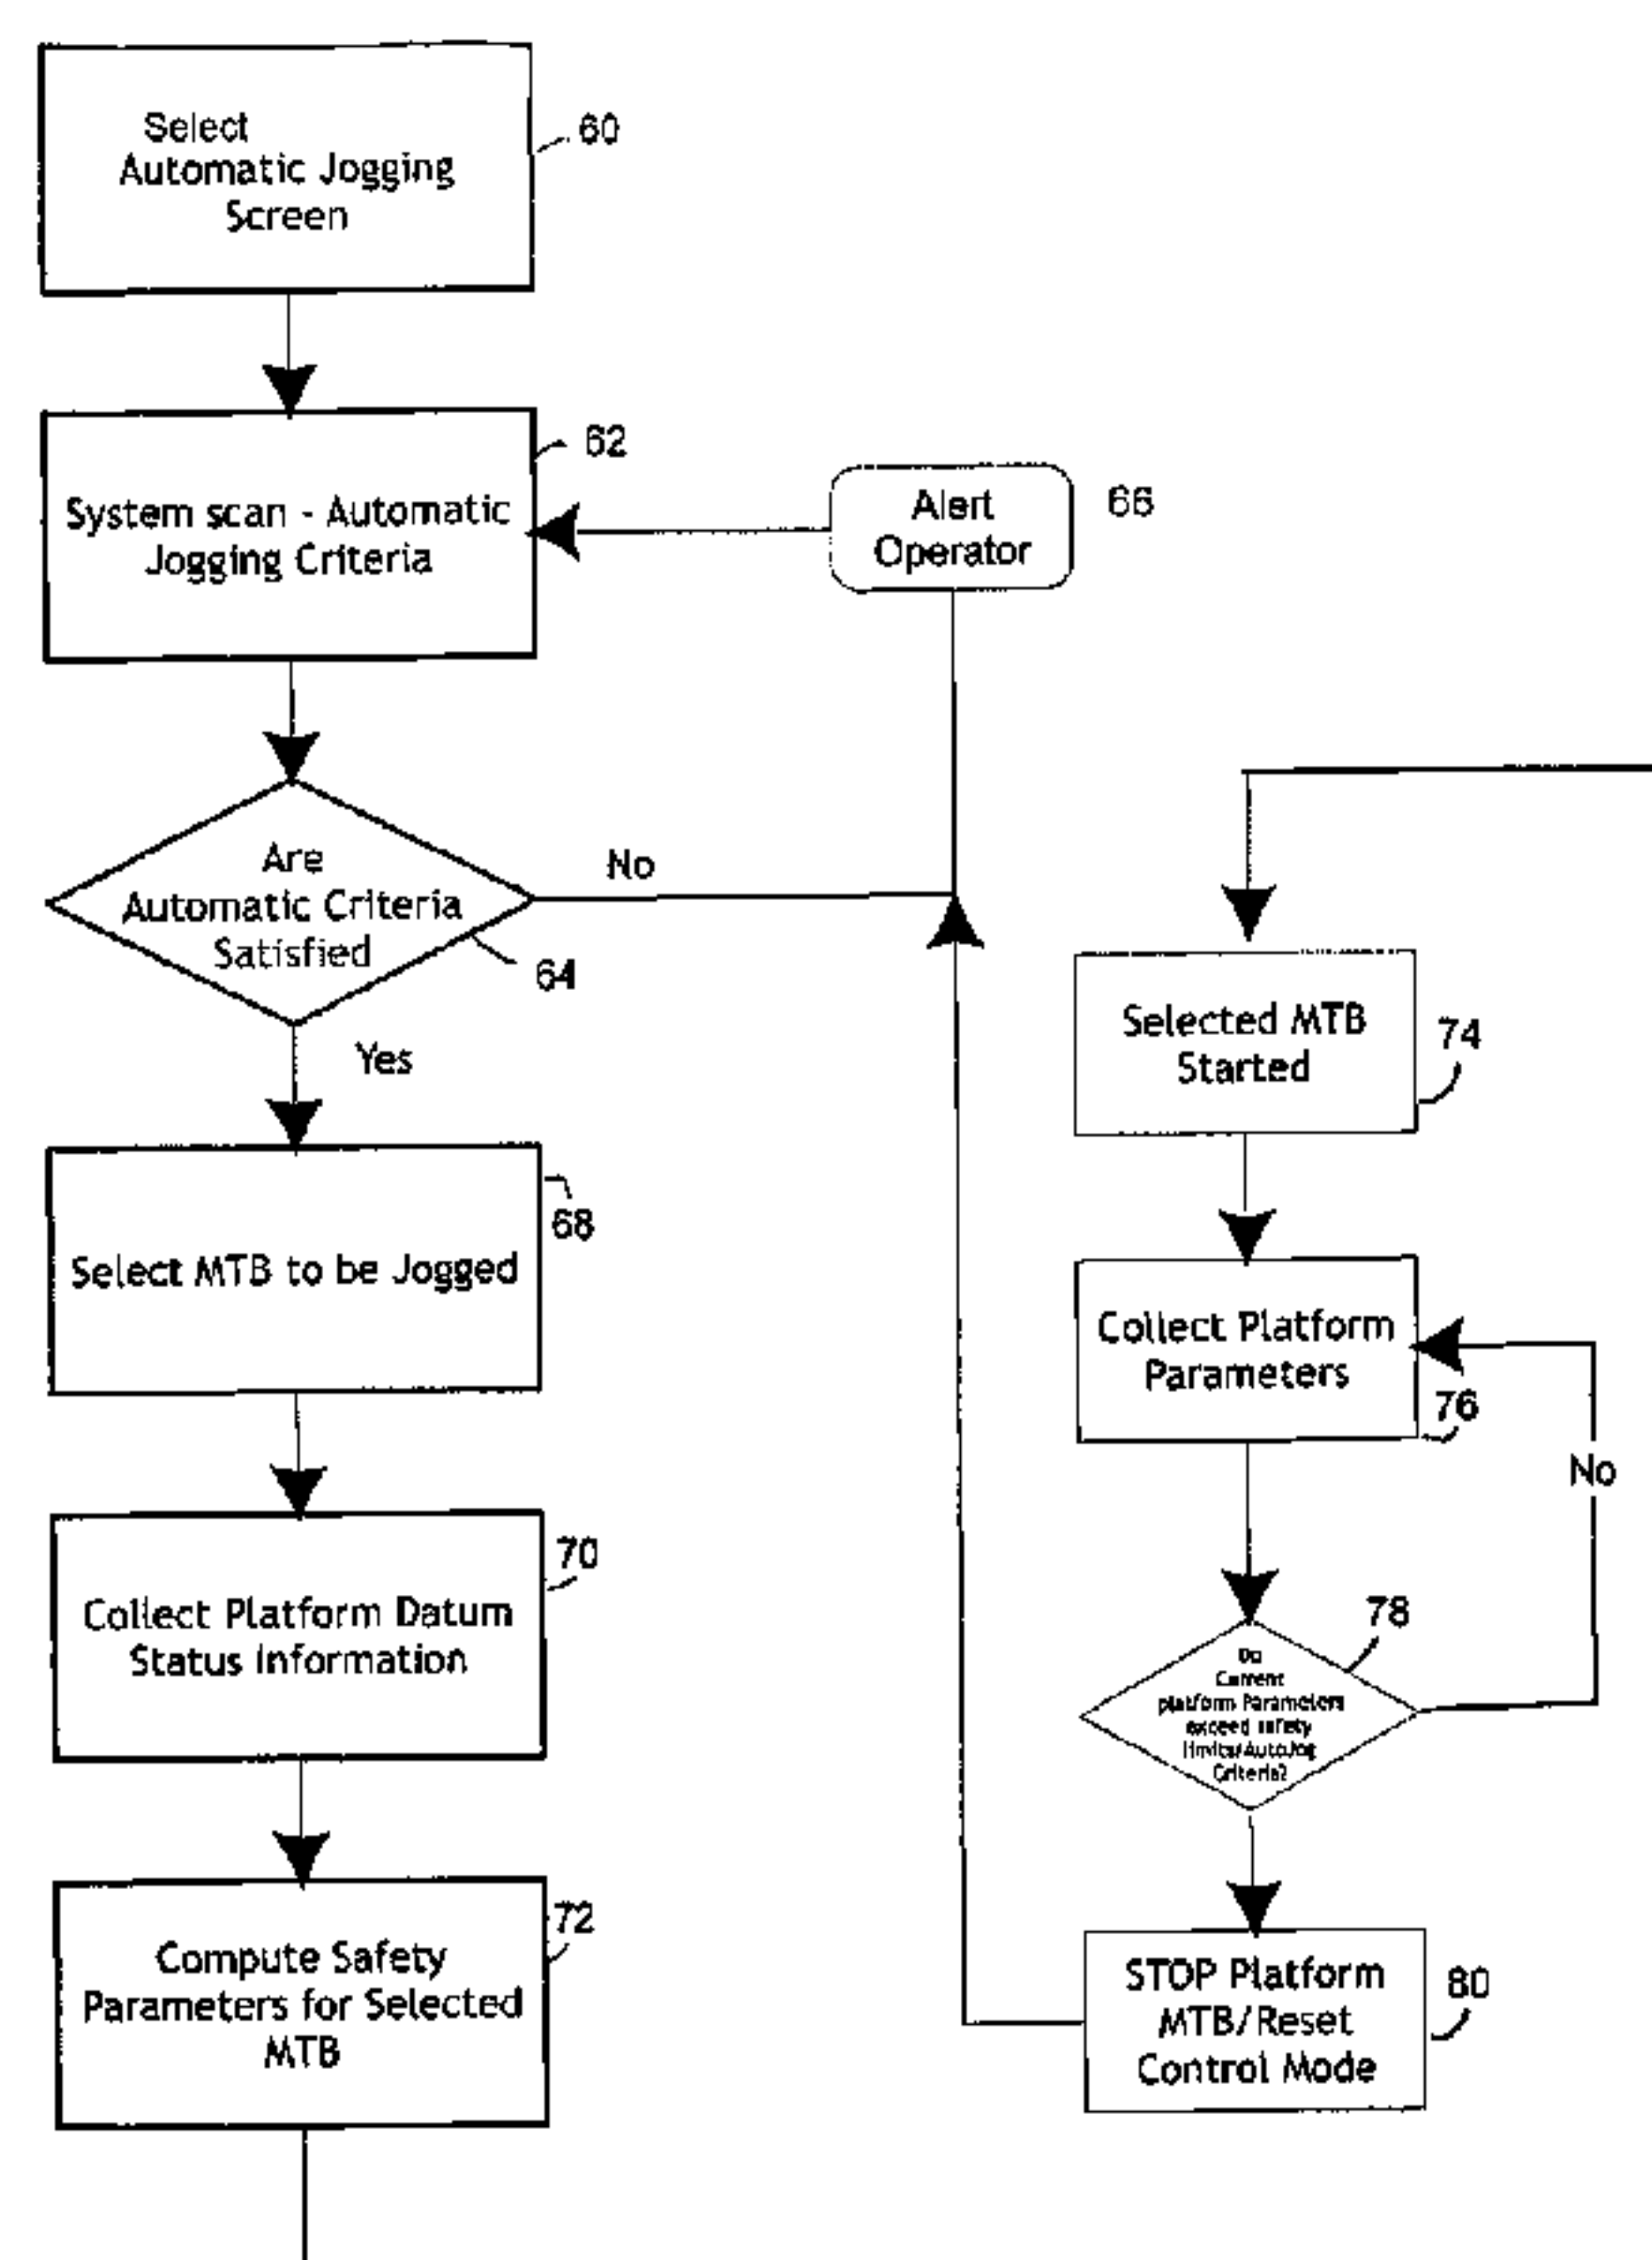 Select
Automatic Jogging
Screen
60
System scan - Automatic
Jogging Criteria
62
Alert
Operator
66
Are
Automatic Criteria
Satisfied
No
64
Yes
Select MTB to be Jogged
68
Collect Platform Datum
Status Information
70
Compute Safety
Parameters for Selected
MTB
72
Selected MTB
Started
74
Collect Platform
Parameters
76
No
Do
Current
platform Parameters
exceed safety
limits/AutoJog
Criteria?
78
STOP Platform
MTB/Reset
Control Mode
80